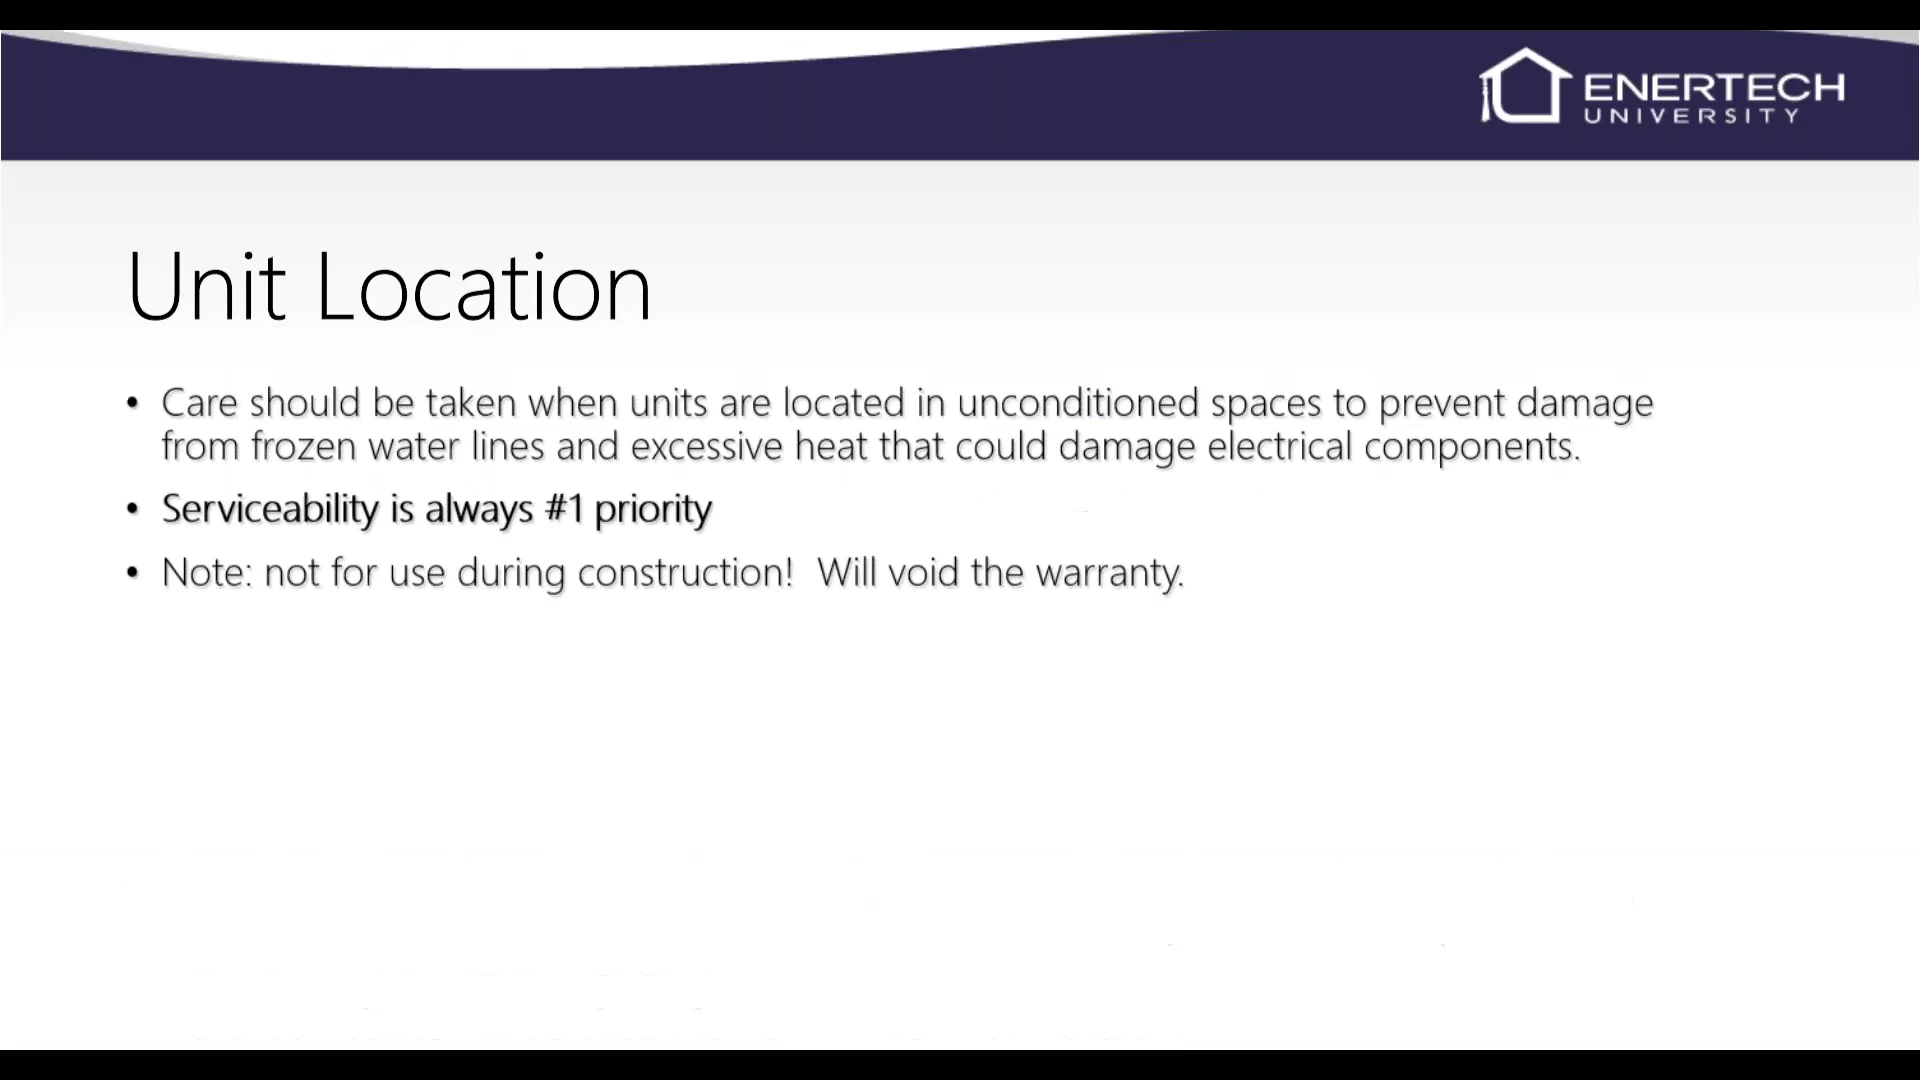 ENERTECH
UNIVERSITY
Unit Location
• Care should be taken when units are located in unconditioned spaces to prevent damage
from frozen water lines and excessive heat that could damage electrical components.
• Serviceability is always #1 priority
• Note: not for use during construction!  Will void the warranty.